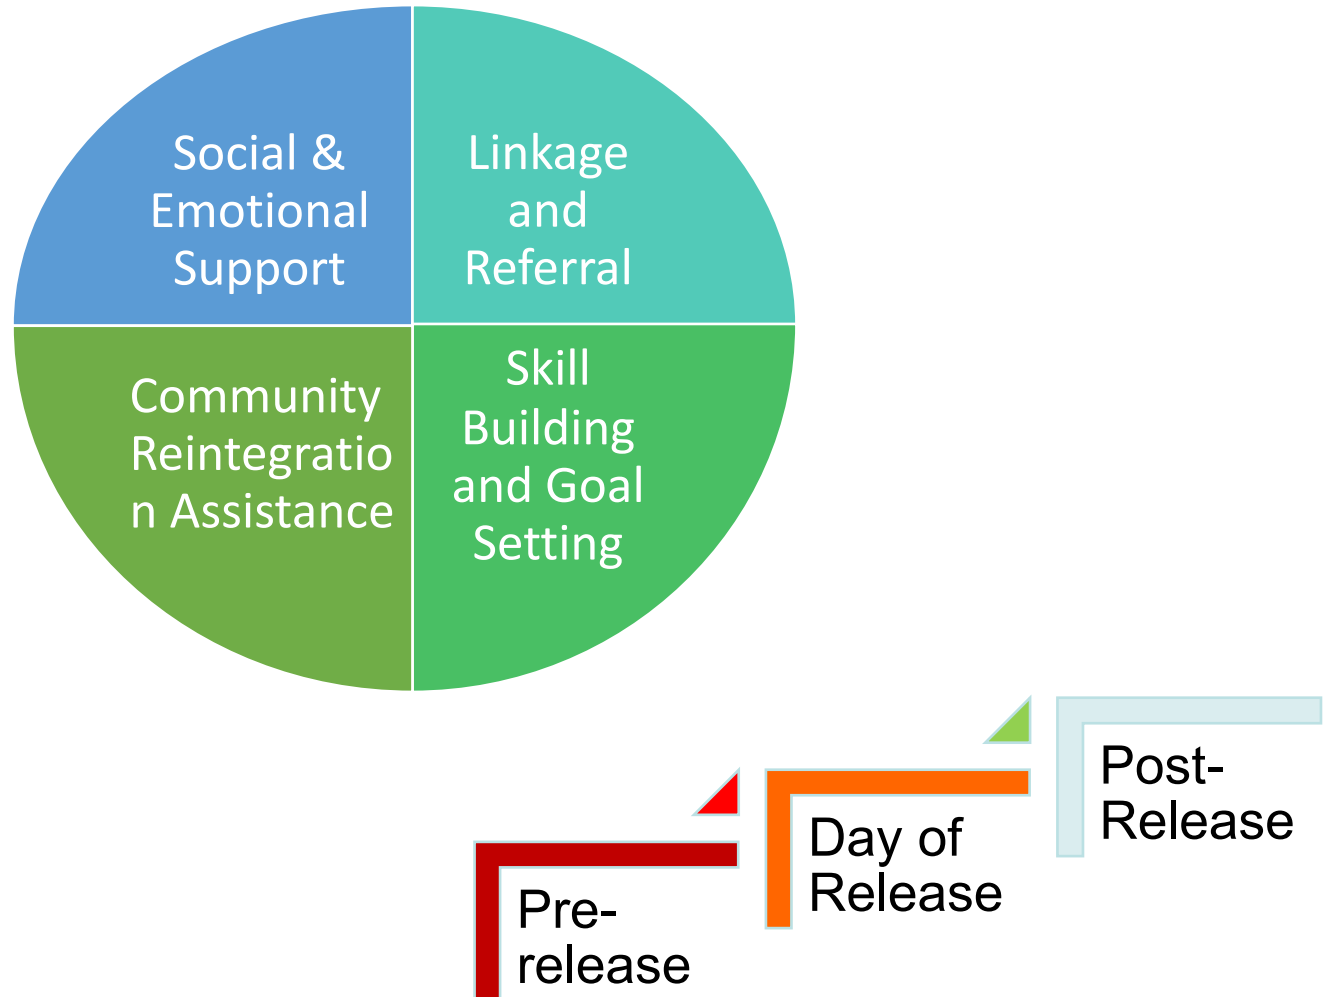 Social &
Emotional
Support
Linkage
and
Referral
Community
Reintegratio
n Assistance
Skill
Building
and Goal
Setting
Pre-
release
Day of
Release
Post-
Release